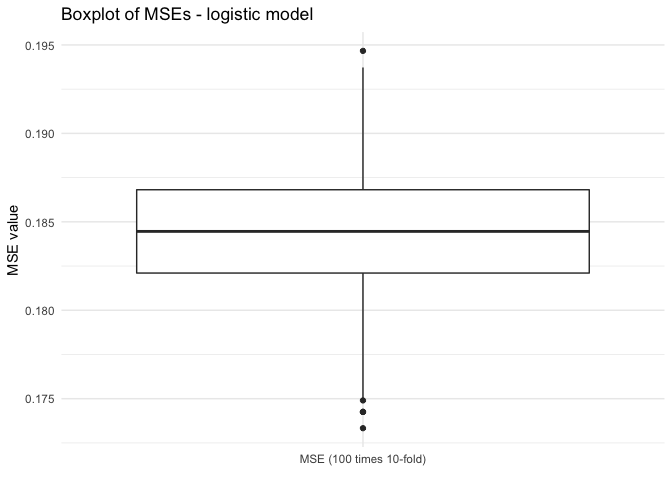 Boxplot of MSEs - logistic model
0.195
0.190
0.185
0.180
0.175
MSE value
MSE (100 times 10-fold)